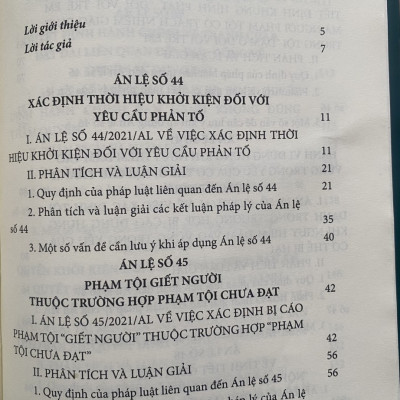 Lời giới thiệu 5
Lời tác giả 7
ÁN LỆ SỐ 44
XÁC ĐỊNH THỜI HIỆU KHỞI KIỆN ĐỐI VỚI
YÊU CẦU PHẢN TỐ 11
I. ÁN LỆ SỐ 44/2021/AL VỀ VIỆC XÁC ĐỊNH THỜI
HIỆU KHỞI KIỆN ĐỐI VỚI YÊU CẦU PHẢN TỐ 11
II. PHÂN TÍCH VÀ LUẬN GIẢI 21
1. Quy định của pháp luật liên quan đến Án lệ số 44 21
2. Phân tích và luận giải các kết luận pháp lý của Án lệ
số 44 35
3. Một số vấn đề cần lưu ý khi áp dụng Án lệ số 44 40
ÁN LỆ SỐ 45
PHẠM TỘI GIẾT NGƯỜI
THUỘC TRƯỜNG HỢP PHẠM TỘI CHƯA ĐẠT 42
I. ÁN LỆ SỐ 45/2021/AL VỀ VIỆC XÁC ĐỊNH BỊ CÁO
PHẠM TỘI "GIẾT NGƯỜI" THUỘC TRƯỜNG HỢP "PHẠM
TỘI CHƯA ĐẠT" 42
II. PHÂN TÍCH VÀ LUẬN GIẢI 56
1. Quy định của pháp luật liên quan đến Án lệ số 45 56